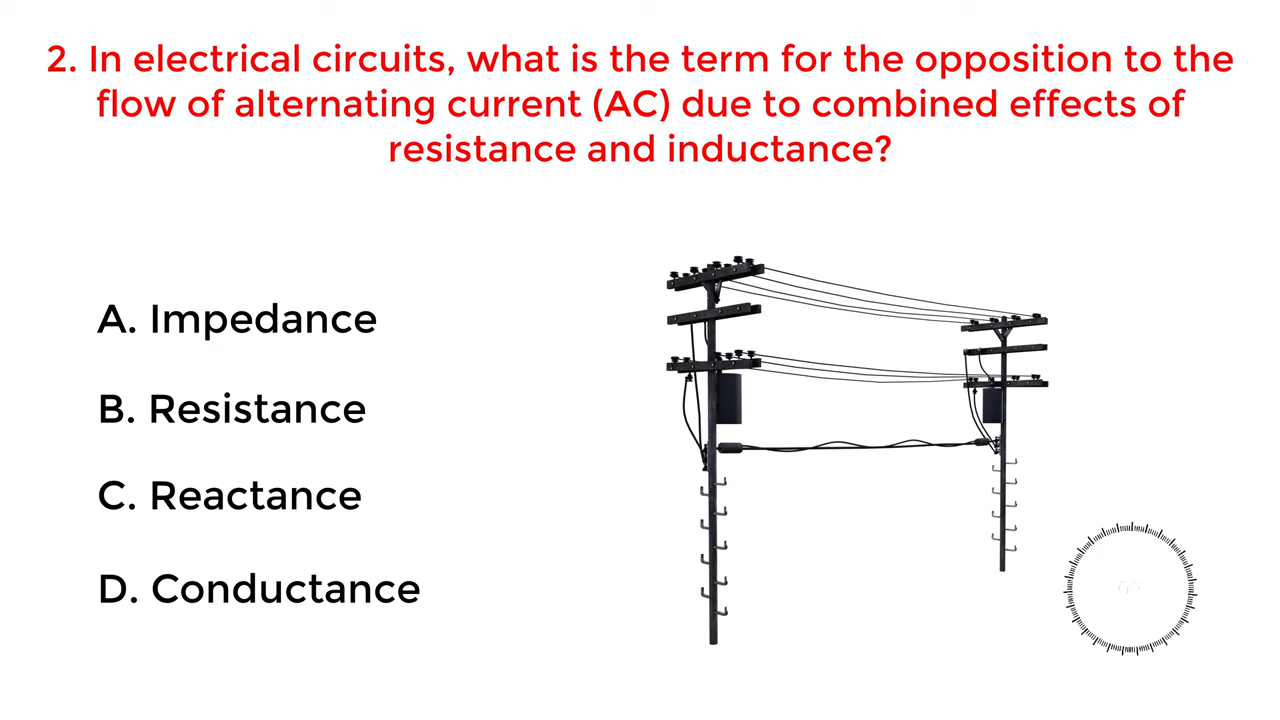 2. In electrical circuits, what is the term for the opposition to the
flow of alternating current (AC) due to combined effects of
resistance and inductance?
A. Impedance
B. Resistance
C. Reactance
D. Conductance